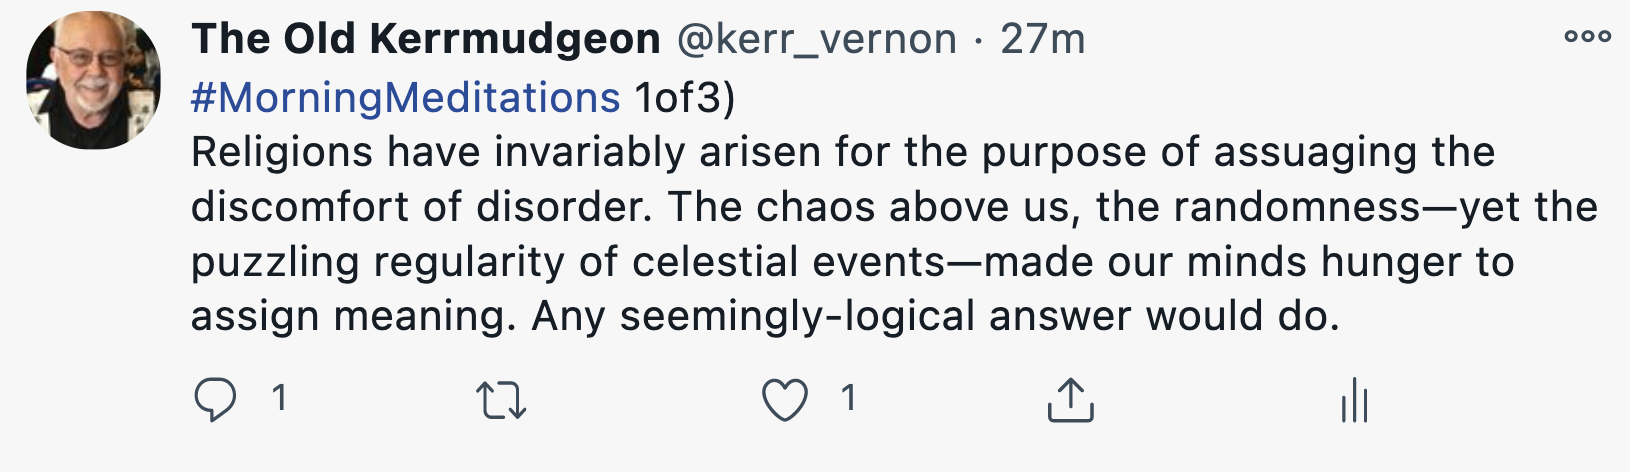 The Old Kerrmudgeon @kerr_vernon · 27m
#MorningMeditations 1of3)
Religions have invariably arisen for the purpose of assuaging the
discomfort of disorder. The chaos above us, the randomness—yet the
puzzling regularity of celestial events—made our minds hunger to
assign meaning. Any seemingly-logical answer would do.
1 1